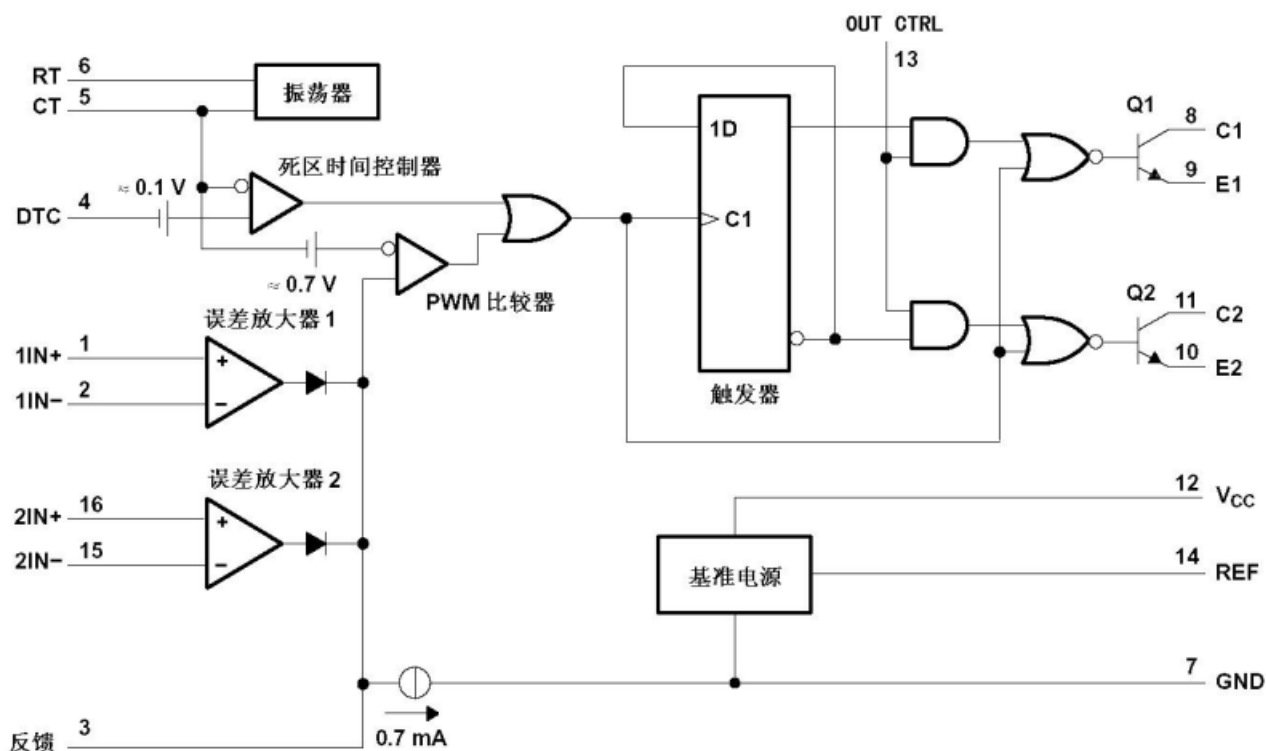 OUT CTRL
13
RT 6
CT 5
振荡器
死区时间控制器
≈ 0.1 V
DTC 4
≈ 0.7 V
PWM 比较器
1D
C1
触发器
Q1
8 C1
9 E1
Q2
11 C2
10 E2
误差放大器 1
1IN+ 1
+
1IN− 2
−
误差放大器 2
2IN+ 16
+
2IN− 15
−
12 VCC
基准电源
14 REF
7 GND
0.7 mA
反馈 3